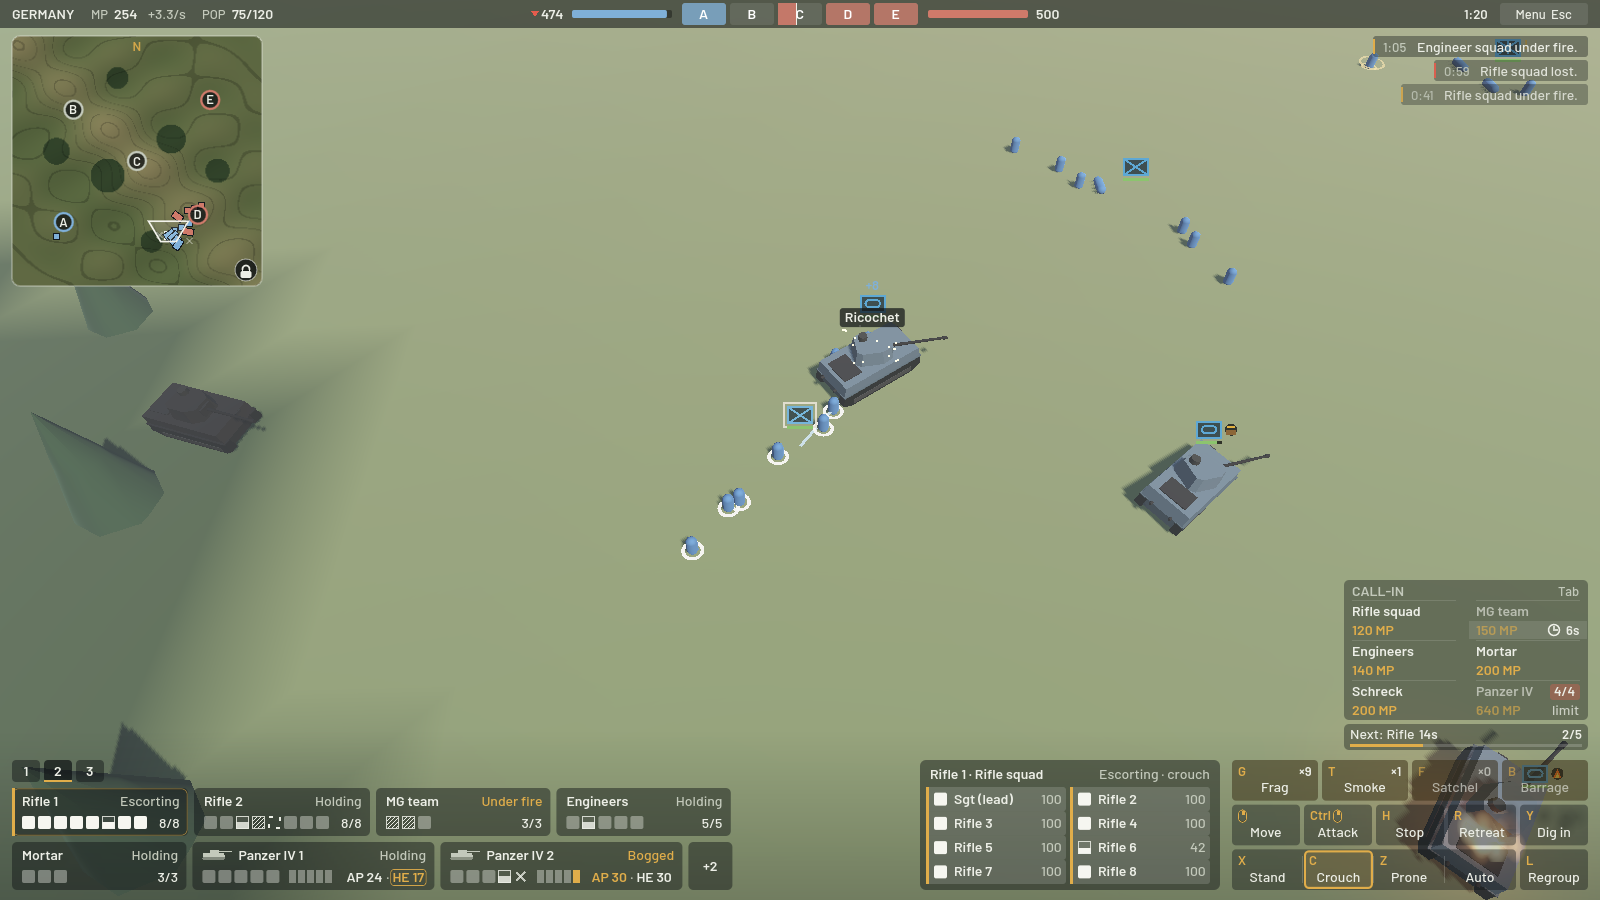 GERMANY MP 254 +3.3/s POP 75/120
474 A B C D E 500
1:20 Menu Esc
N
B
E
C
A
D
1:05 Engineer squad under fire.
0:59 Rifle squad lost.
0:41 Rifle squad under fire.
Ricochet
CALL-IN Tab
Rifle squad MG team
120 MP 150 MP 6s
Engineers Mortar
140 MP 200 MP
Schreck Panzer IV 4/4
200 MP 640 MP limit
Next: Rifle 14s 2/5
1 2 3
Rifle 1 Escorting
8/8
Rifle 2 Holding
8/8
MG team Under fire
3/3
Engineers Holding
5/5
Mortar Holding
3/3
Panzer IV 1 Holding
AP 24 · HE 17
Panzer IV 2 Bogged
AP 30 · HE 30
+2
Rifle 1 · Rifle squad Escorting · crouch
Sgt (lead) 100 Rifle 2 100
Rifle 3 100 Rifle 4 100
Rifle 5 100 Rifle 6 42
Rifle 7 100 Rifle 8 100
G ×9 T ×1 F ×0 B
Frag Smoke Satchel Barrage
Ctrl H R Y
Move Attack Stop Retreat Dig in
X C Z L
Stand Crouch Prone Auto Regroup